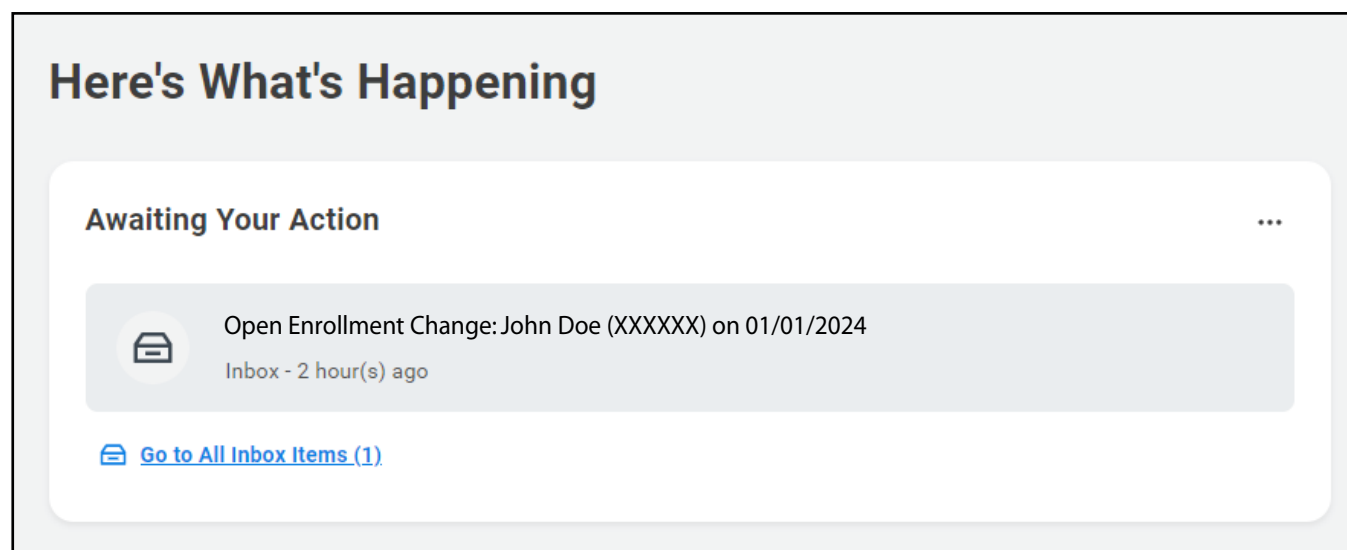 Here's What's Happening
Awaiting Your Action
Open Enrollment Change: John Doe (XXXXXX) on 01/01/2024
Inbox - 2 hour(s) ago
Go to All Inbox Items (1)